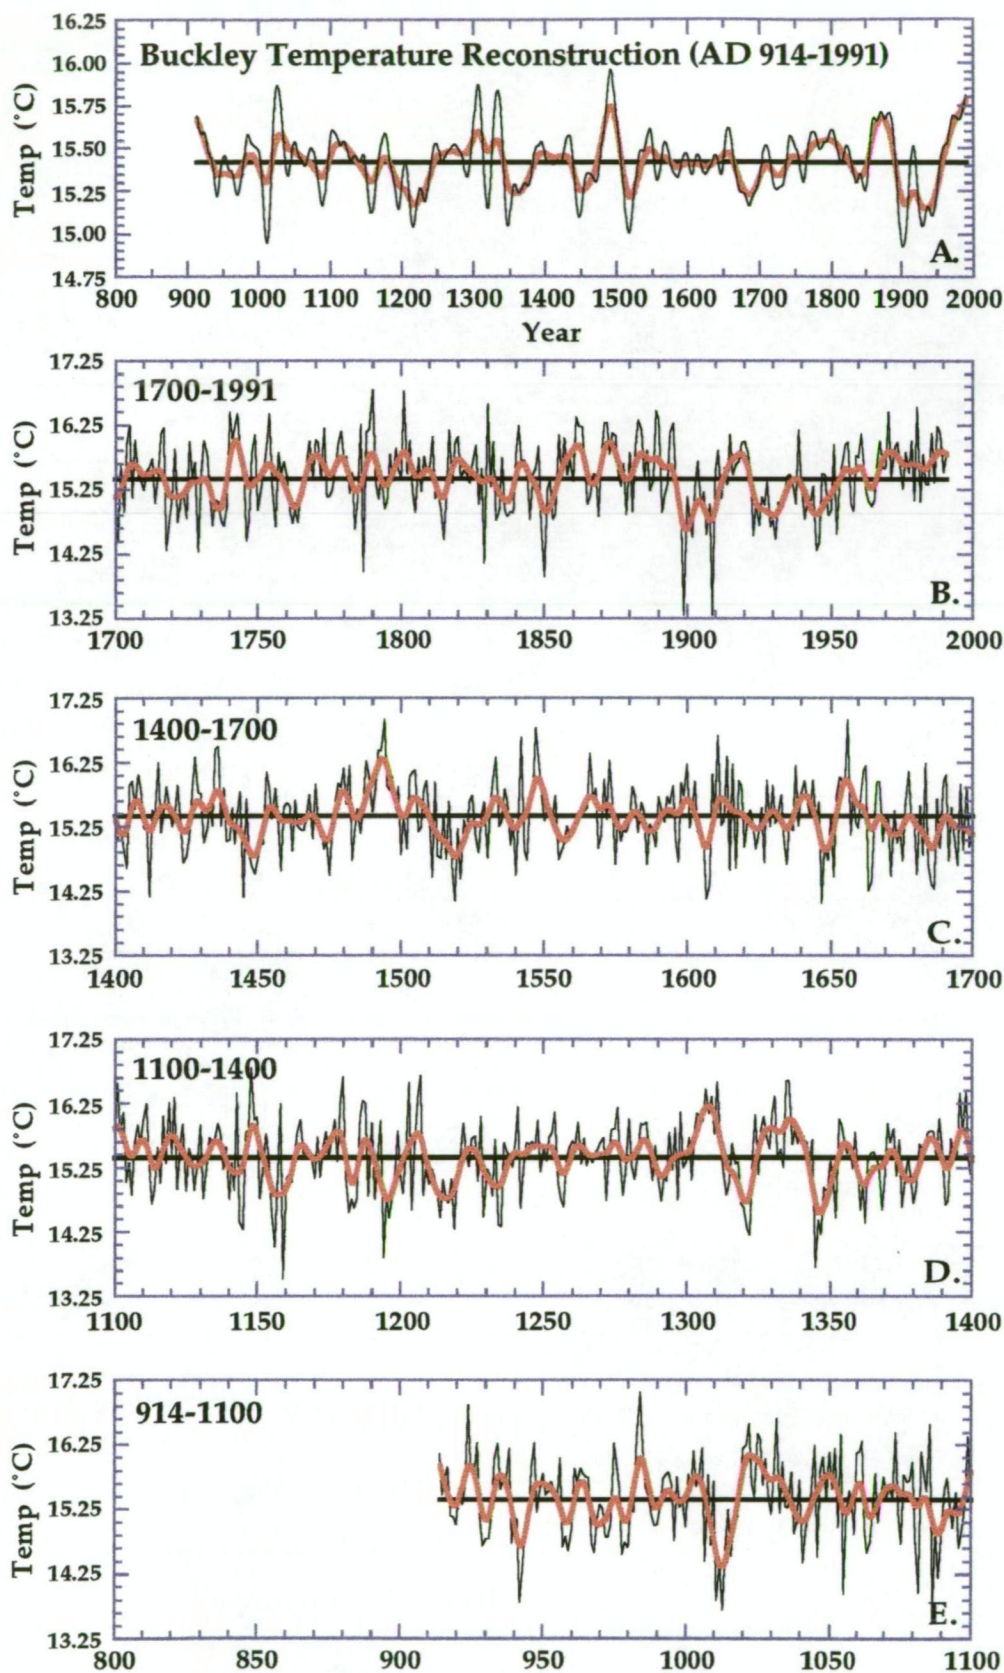 Buckley Temperature Reconstruction (AD 914-1991)
16.25
16.00
15.75
15.50
15.25
15.00
14.75
Temp (°C)
A.
800 900 1000 1100 1200 1300 1400 1500 1600 1700 1800 1900 2000
Year
1700-1991
17.25
16.25
15.25
14.25
13.25
Temp (°C)
B.
1700 1750 1800 1850 1900 1950 2000
1400-1700
17.25
16.25
15.25
14.25
13.25
Temp (°C)
C.
1400 1450 1500 1550 1600 1650 1700
1100-1400
17.25
16.25
15.25
14.25
13.25
Temp (°C)
D.
1100 1150 1200 1250 1300 1350 1400
914-1100
17.25
16.25
15.25
14.25
13.25
Temp (°C)
E.
800 850 900 950 1000 1050 1100